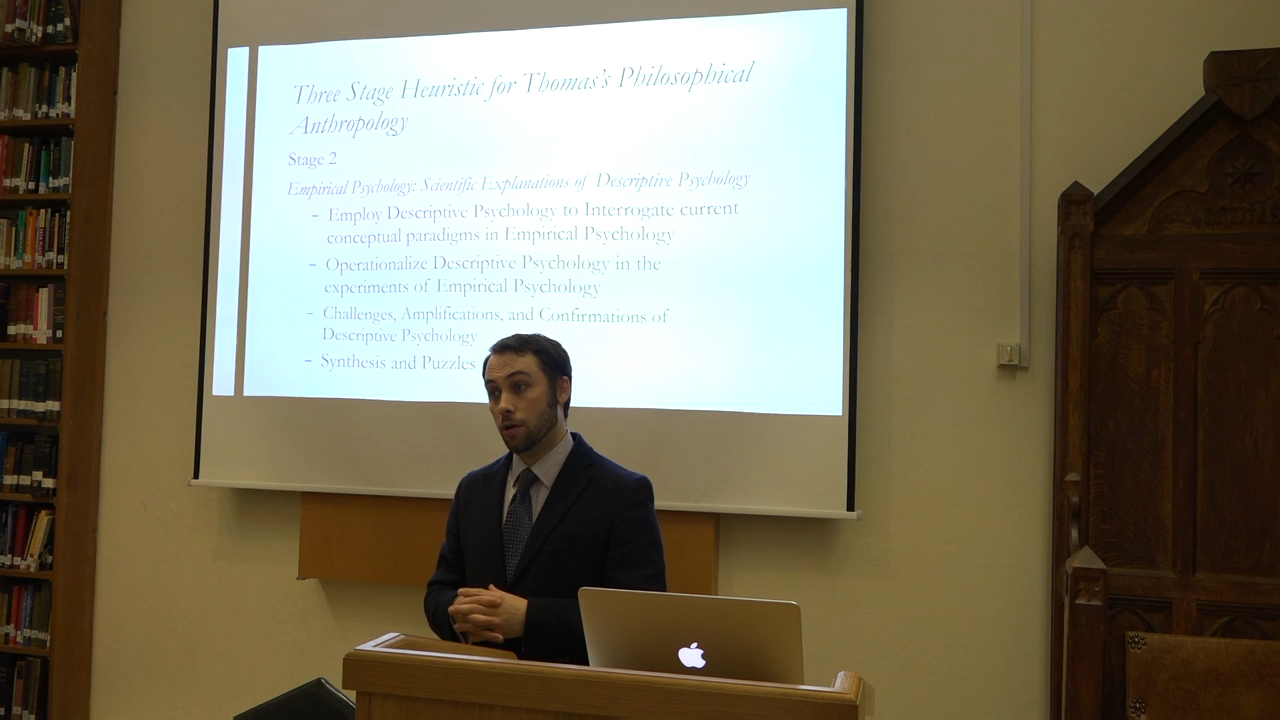 Three Stage Heuristic for Thomas's Philosophical
Anthropology
Stage 2
Empirical Psychology: Scientific Explanations of Descriptive Psychology
– Employ Descriptive Psychology to Interrogate current
conceptual paradigms in Empirical Psychology
– Operationalize Descriptive Psychology in the
experiments of Empirical Psychology
– Challenges, Amplifications, and Confirmations of
Descriptive Psychology
– Synthesis and Puzzles